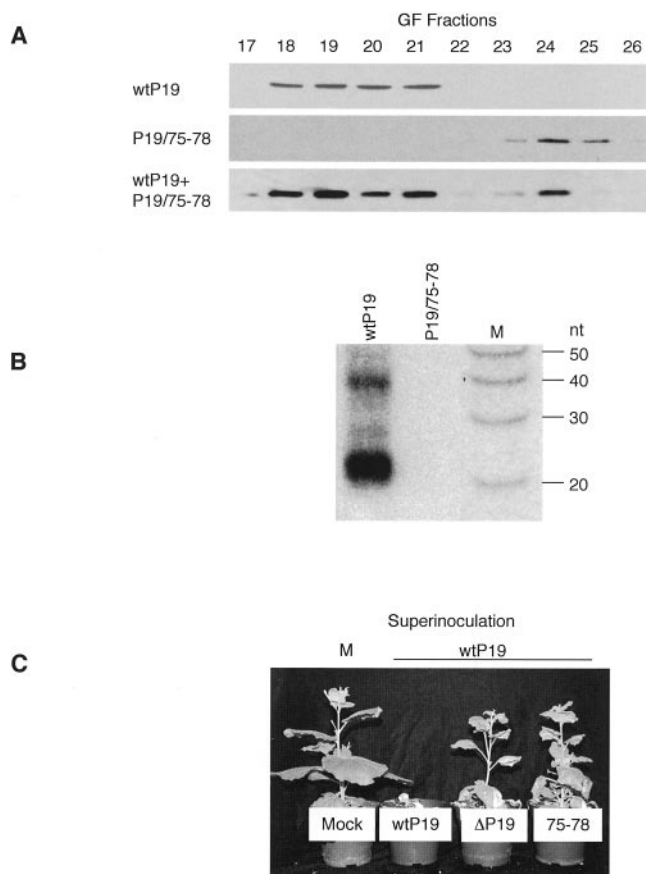 A
GF Fractions
17 18 19 20 21 22 23 24 25 26
wtP19
P19/75-78
wtP19+
P19/75-78
B
wtP19 P19/75-78 M nt
50
40
30
20
C
Superinoculation
M wtP19
Mock wtP19 ΔP19 75-78